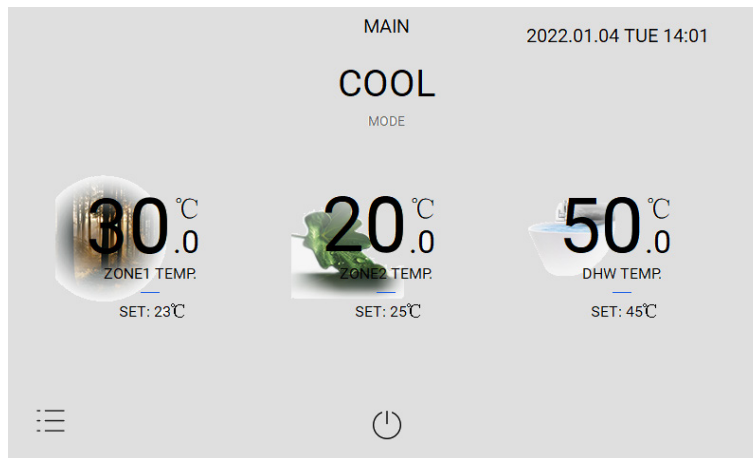 MAIN
2022.01.04 TUE 14:01
COOL
MODE
30.0℃
ZONE1 TEMP.
SET: 23℃
20.0℃
ZONE2 TEMP.
SET: 25℃
50.0℃
DHW TEMP.
SET: 45℃